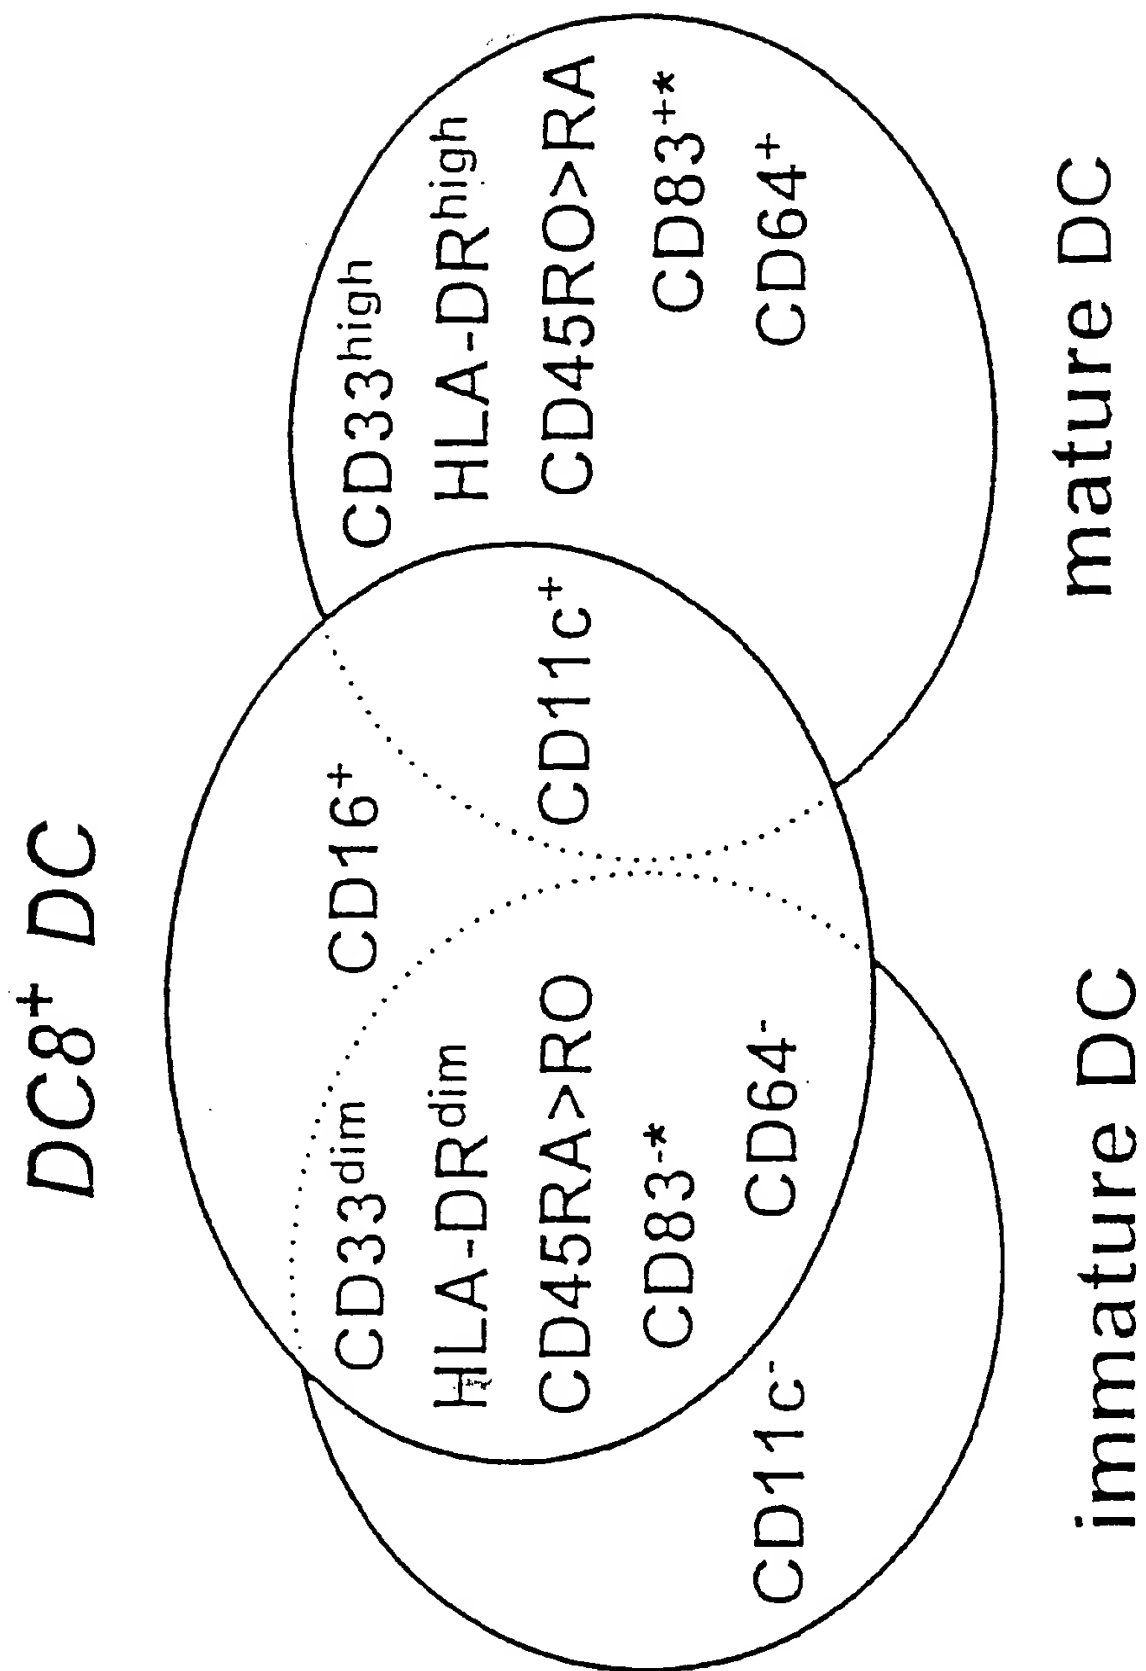 DC8⁺ DC
CD16⁺
CD33ᵈⁱᵐ
HLA-DRᵈⁱᵐ
CD45RA>RO
CD83⁻*
CD64⁻
CD11c⁻
CD11c⁺
CD33ʰⁱᵍʰ
HLA-DRʰⁱᵍʰ
CD45RO>RA
CD83⁺*
CD64⁺
immature DC
mature DC